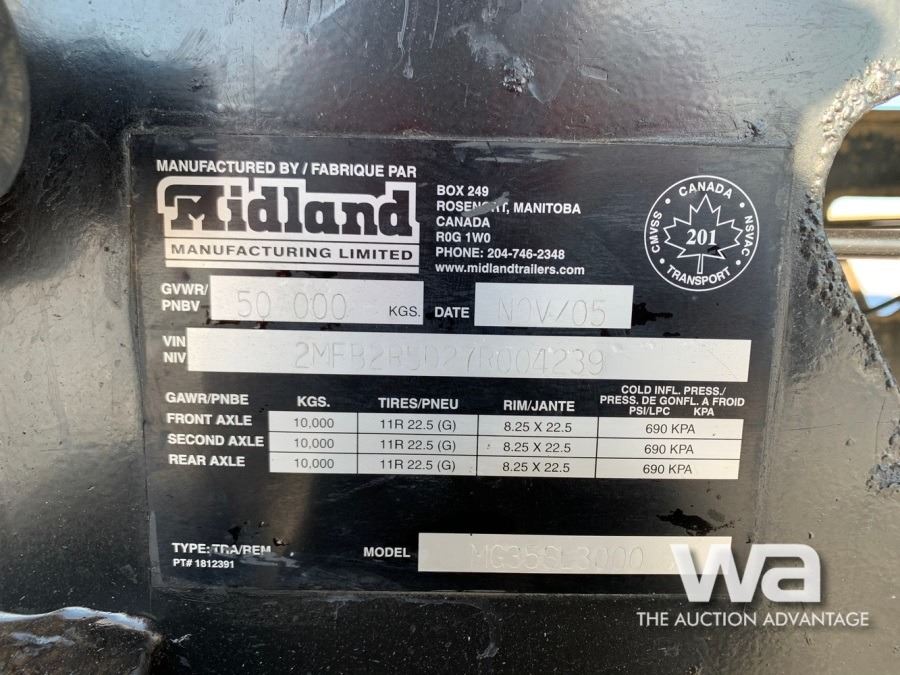 MANUFACTURED BY / FABRIQUE PAR
Midland
MANUFACTURING LIMITED
BOX 249
ROSENORT, MANITOBA
CANADA
R0G 1W0
PHONE: 204-746-2348
www.midlandtrailers.com
CANADA
CMVSS 201 NSVAC
TRANSPORT
GVWR/ PNBV 50 000 KGS. DATE NOV/05
VIN NIV 2MFB2R5D27R004239
GAWR/PNBE KGS. TIRES/PNEU RIM/JANTE COLD INFL. PRESS./ PRESS. DE GONFL. A FROID PSI/LPC KPA
FRONT AXLE 10,000 11R 22.5 (G) 8.25 X 22.5 690 KPA
SECOND AXLE 10,000 11R 22.5 (G) 8.25 X 22.5 690 KPA
REAR AXLE 10,000 11R 22.5 (G) 8.25 X 22.5 690 KPA
TYPE: TRA/REM MODEL MG35SL3000
PT# 1812391
wa
THE AUCTION ADVANTAGE